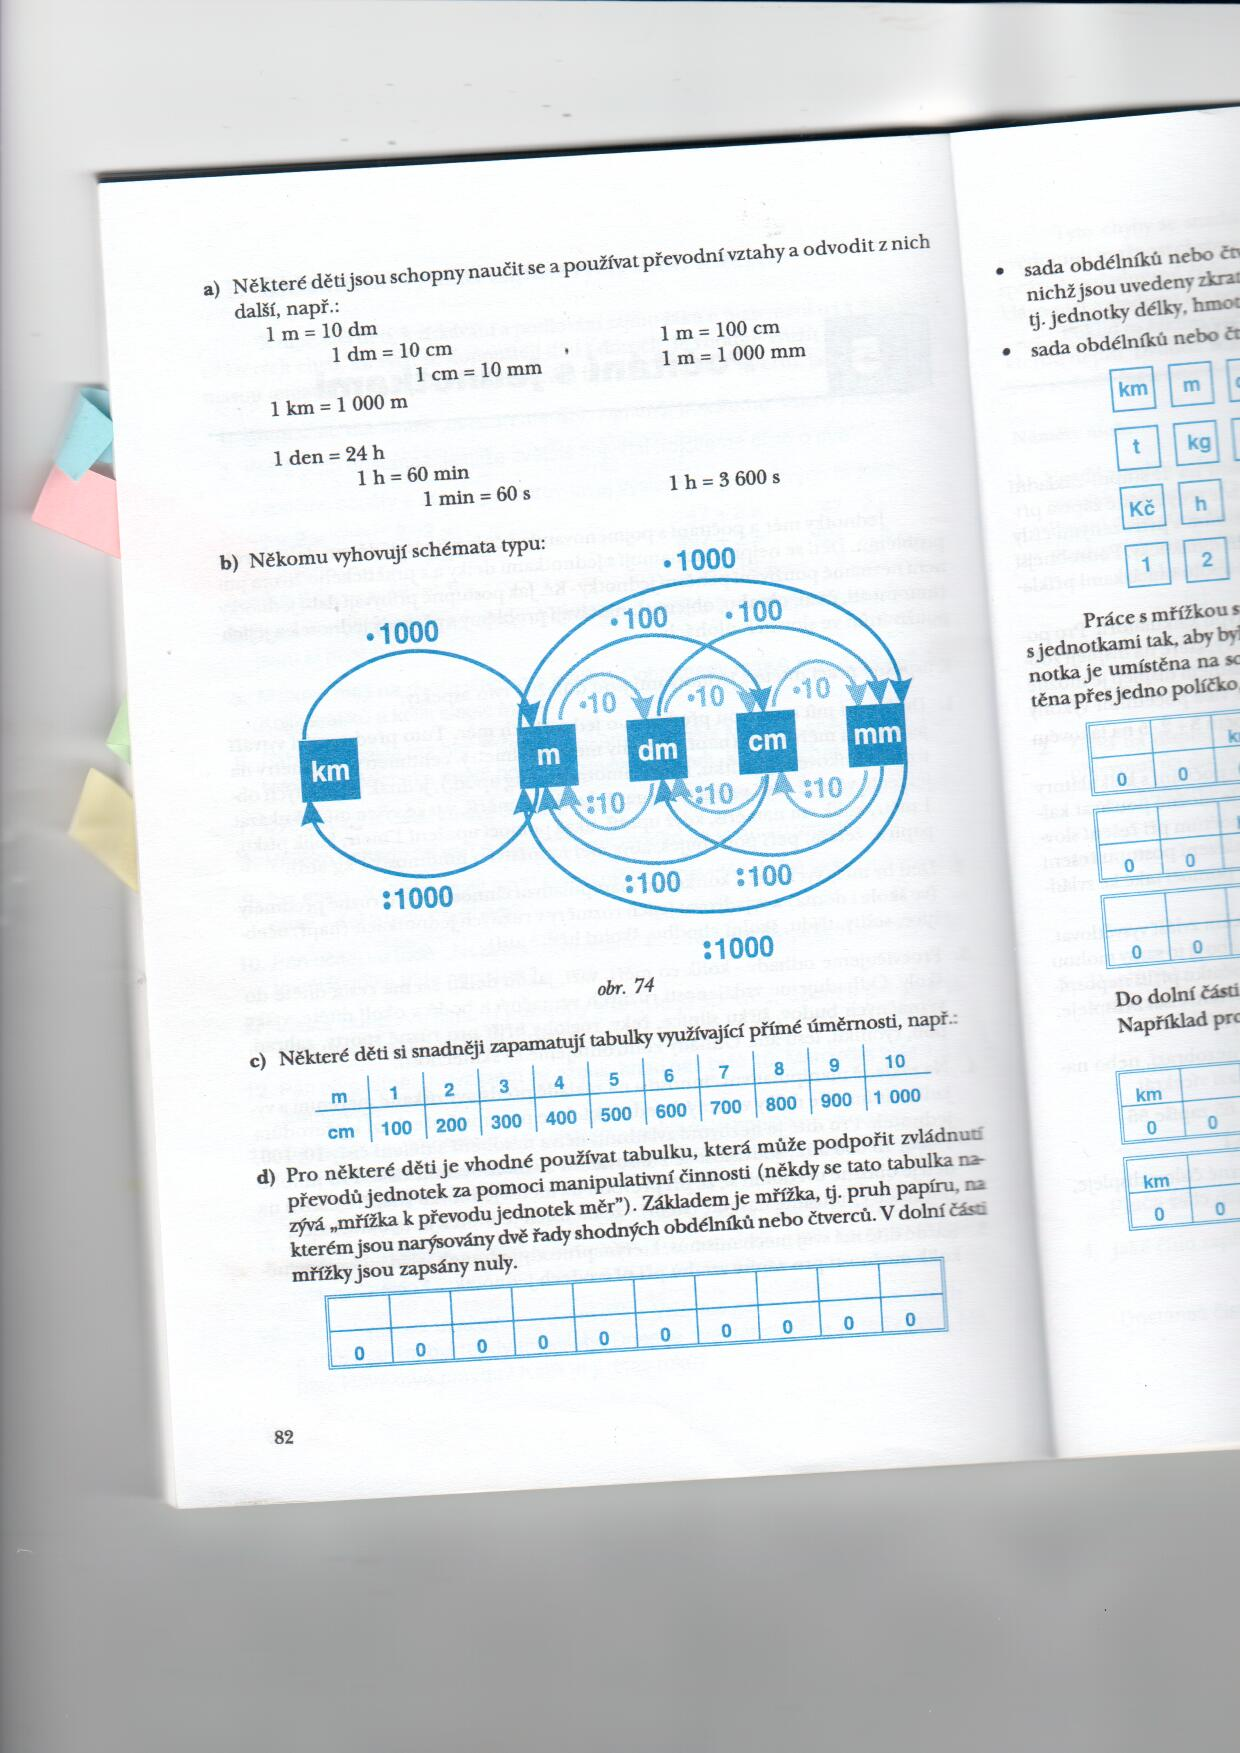 a) Některé děti jsou schopny naučit se a používat převodní vztahy a odvodit z nich
další, např.:
1 m = 10 dm
1 dm = 10 cm
1 cm = 10 mm
1 m = 100 cm
1 m = 1 000 mm
1 km = 1 000 m
1 den = 24 h
1 h = 60 min
1 min = 60 s
1 h = 3 600 s
b) Někomu vyhovují schémata typu:
·1000
·100 ·100
·1000
·10 ·10 ·10
km m dm cm mm
:10 :10 :10
:100 :100
:1000
:1000
obr. 74
c) Některé děti si snadněji zapamatují tabulky využívající přímé úměrnosti, např.:
m 1 2 3 4 5 6 7 8 9 10
cm 100 200 300 400 500 600 700 800 900 1 000
d) Pro některé děti je vhodné používat tabulku, která může podpořit zvládnutí
převodů jednotek za pomoci manipulativní činnosti (někdy se tato tabulka na-
zývá „mřížka k převodu jednotek měr"). Základem je mřížka, tj. pruh papíru, na
kterém jsou narýsovány dvě řady shodných obdélníků nebo čtverců. V dolní části
mřížky jsou zapsány nuly.
0 0 0 0 0 0 0 0 0 0
82
• sada obdélníků nebo
nichž jsou uvedeny
tj. jednotky délky,
• sada obdélníků nebo
km m
t kg
Kč h
1 2
Práce s mřížkou
s jednotkami tak, aby
notka je umístěna na
těna přes jedno políčko,
0 0
0 0
0 0
Do dolní části
Například
km
0 0
km
0 0